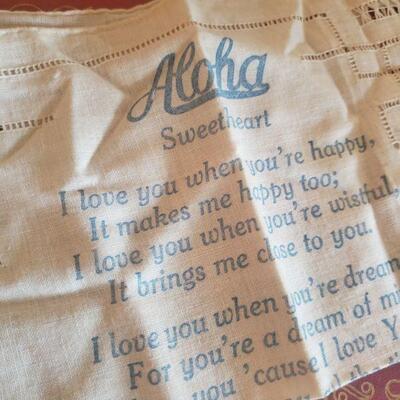 Aloha
Sweetheart
I love you when you're happy,
It makes me happy too;
I love you when you're wistful,
It brings me close to you.
I love you when you're dream
For you're a dream of
love you 'cause I love Y